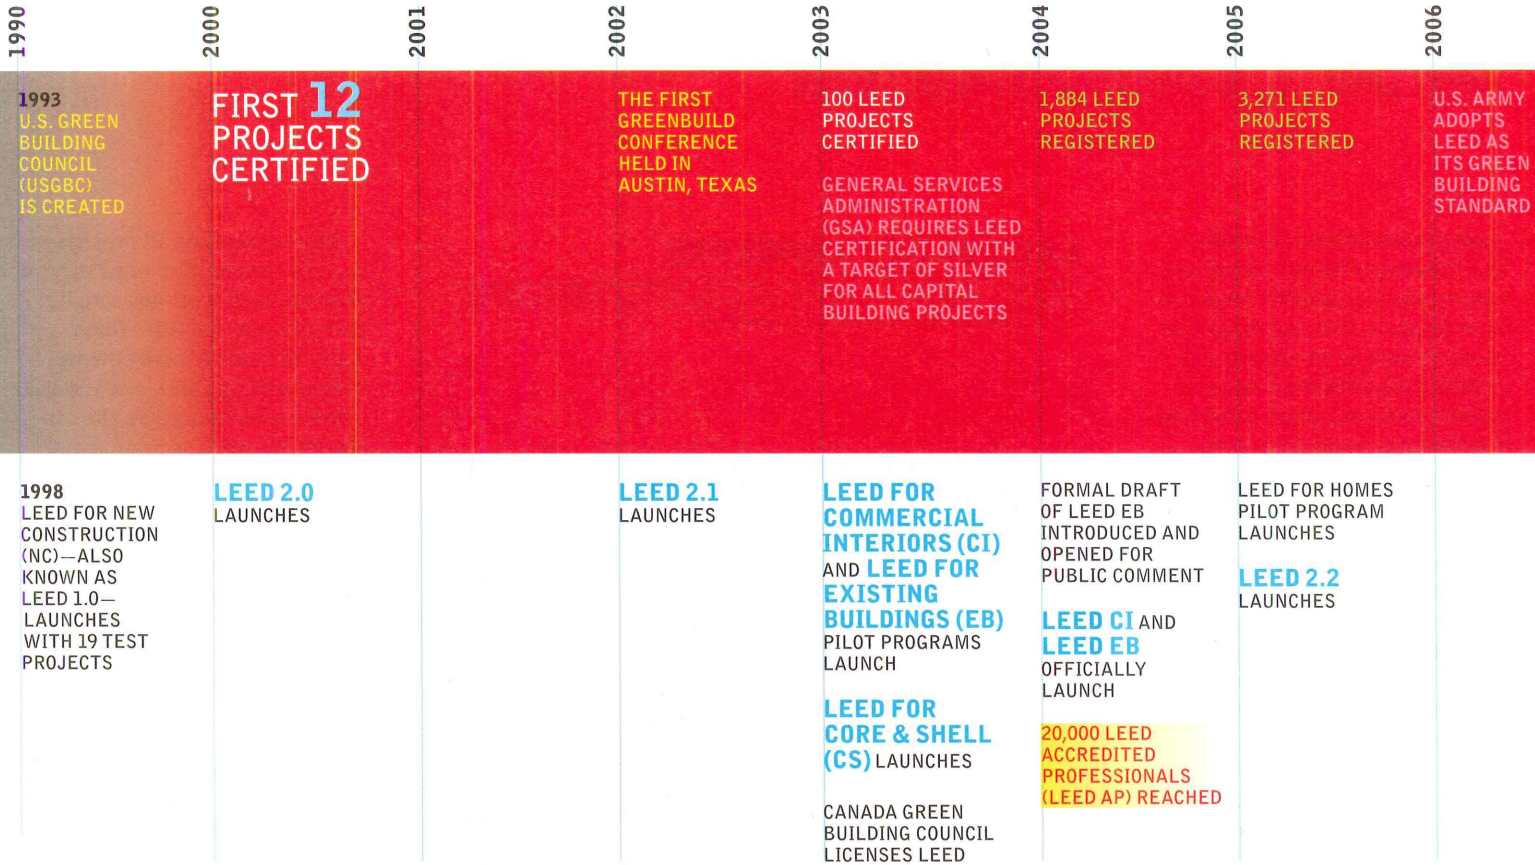 1990
2000
2001
2002
2003
2004
2005
2006
1993
U.S. GREEN
BUILDING
COUNCIL
(USGBC)
IS CREATED
FIRST 12
PROJECTS
CERTIFIED
THE FIRST
GREENBUILD
CONFERENCE
HELD IN
AUSTIN, TEXAS
100 LEED
PROJECTS
CERTIFIED
GENERAL SERVICES
ADMINISTRATION
(GSA) REQUIRES LEED
CERTIFICATION WITH
A TARGET OF SILVER
FOR ALL CAPITAL
BUILDING PROJECTS
1,884 LEED
PROJECTS
REGISTERED
3,271 LEED
PROJECTS
REGISTERED
U.S. ARMY
ADOPTS
LEED AS
ITS GREEN
BUILDING
STANDARD
1998
LEED FOR NEW
CONSTRUCTION
(NC)—ALSO
KNOWN AS
LEED 1.0—
LAUNCHES
WITH 19 TEST
PROJECTS
LEED 2.0
LAUNCHES
LEED 2.1
LAUNCHES
LEED FOR
COMMERCIAL
INTERIORS (CI)
AND LEED FOR
EXISTING
BUILDINGS (EB)
PILOT PROGRAMS
LAUNCH
LEED FOR
CORE & SHELL
(CS) LAUNCHES
CANADA GREEN
BUILDING COUNCIL
LICENSES LEED
FORMAL DRAFT
OF LEED EB
INTRODUCED AND
OPENED FOR
PUBLIC COMMENT
LEED CI AND
LEED EB
OFFICIALLY
LAUNCH
20,000 LEED
ACCREDITED
PROFESSIONALS
(LEED AP) REACHED
LEED FOR HOMES
PILOT PROGRAM
LAUNCHES
LEED 2.2
LAUNCHES